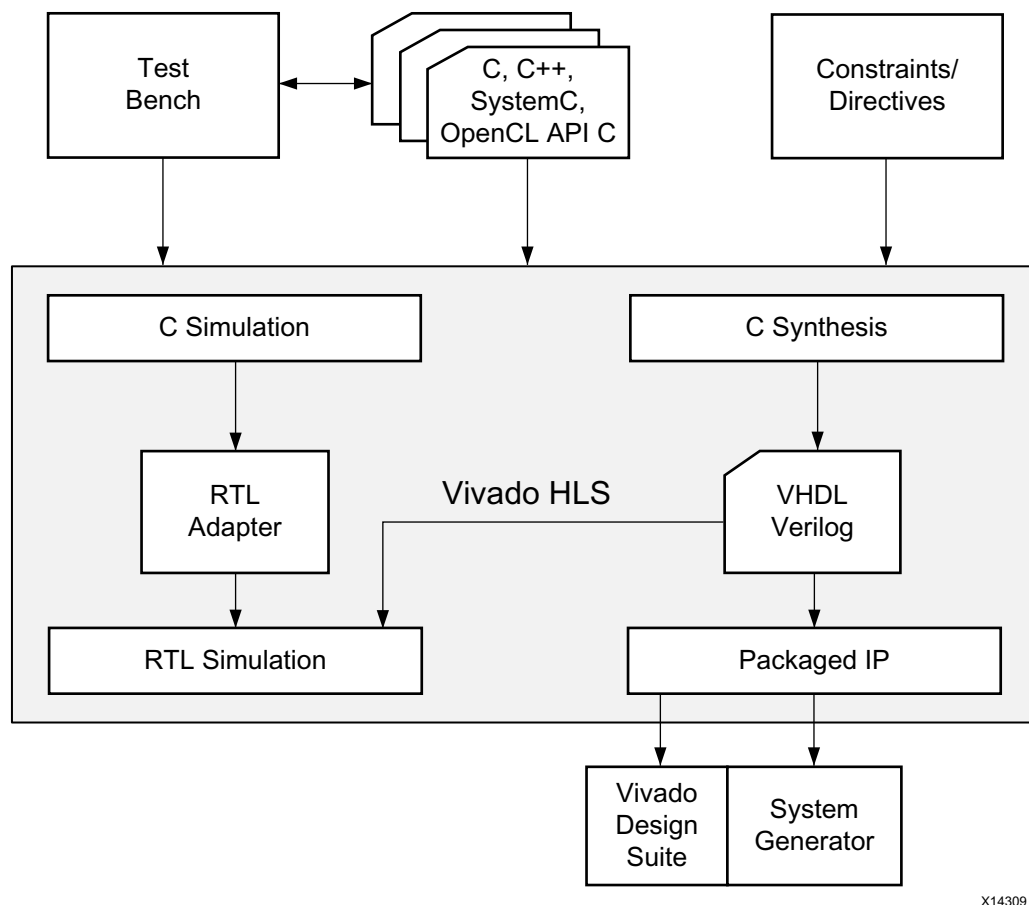 Test
Bench
C, C++,
SystemC,
OpenCL API C
Constraints/
Directives
C Simulation
C Synthesis
RTL
Adapter
Vivado HLS
VHDL
Verilog
RTL Simulation
Packaged IP
Vivado
Design
Suite
System
Generator
X14309